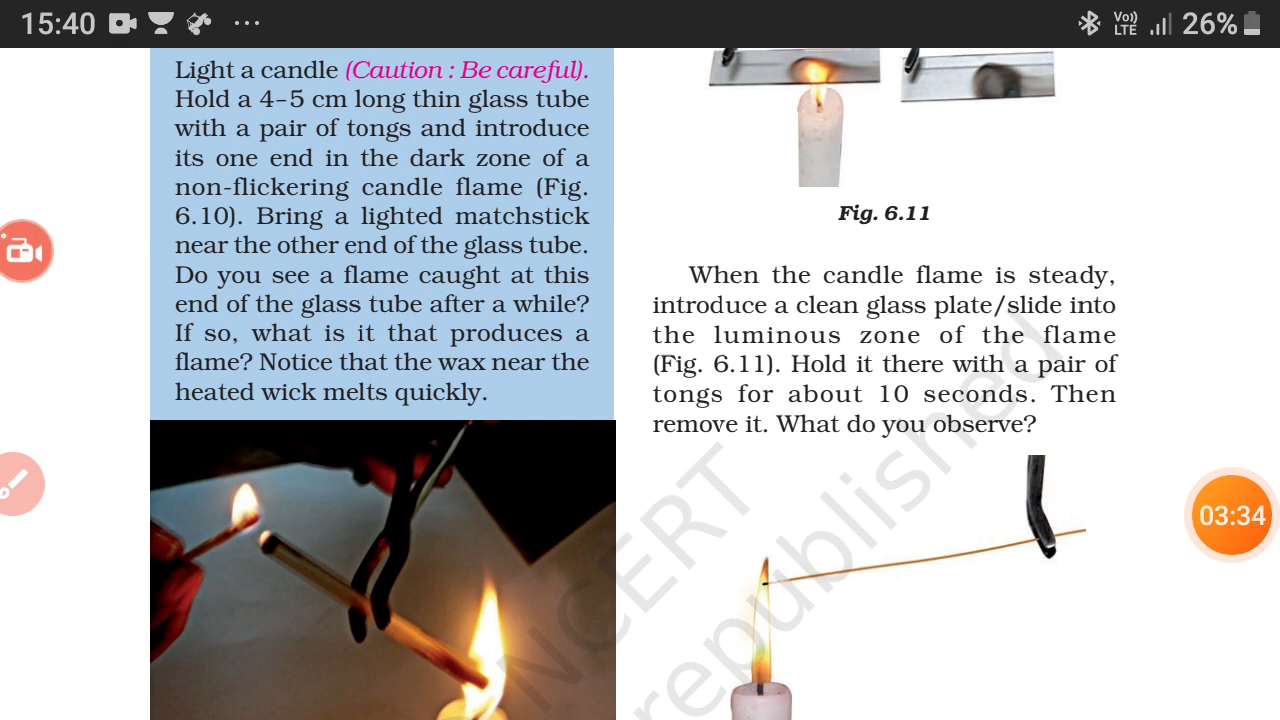 15:40
Vo))
LTE
26%
Light a candle (Caution : Be careful).
Hold a 4–5 cm long thin glass tube
with a pair of tongs and introduce
its one end in the dark zone of a
non-flickering candle flame (Fig.
6.10). Bring a lighted matchstick
near the other end of the glass tube.
Do you see a flame caught at this
end of the glass tube after a while?
If so, what is it that produces a
flame? Notice that the wax near the
heated wick melts quickly.
Fig. 6.11
When the candle flame is steady,
introduce a clean glass plate/slide into
the luminous zone of the flame
(Fig. 6.11). Hold it there with a pair of
tongs for about 10 seconds. Then
remove it. What do you observe?
NCERT
republished
03:34